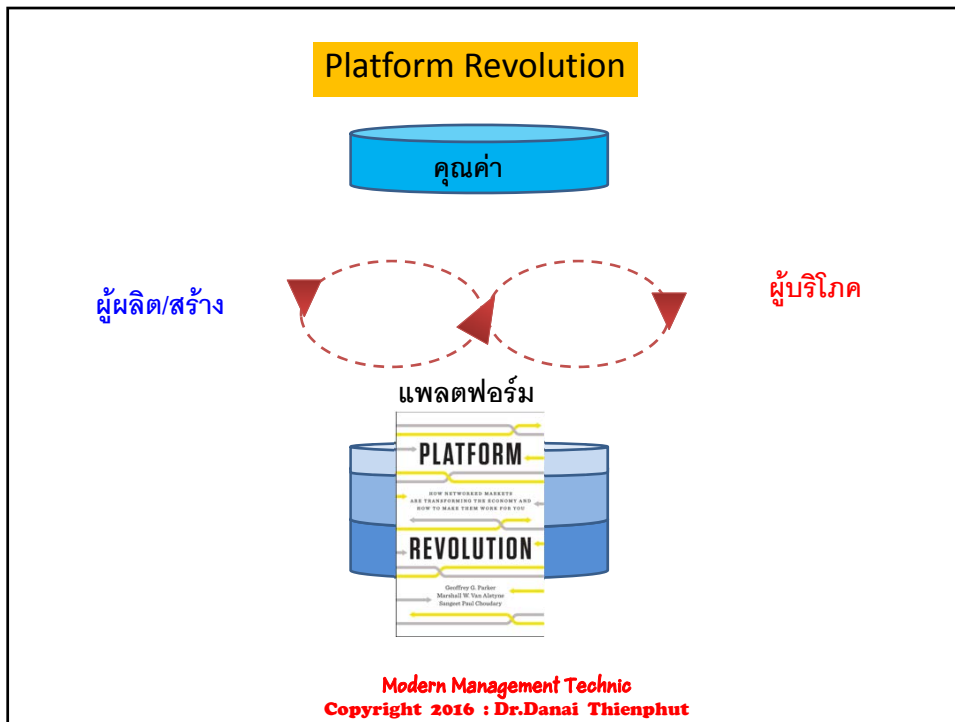 Platform Revolution
คุณค่า
ผู้ผลิต/สร้าง
ผู้บริโภค
แพลตฟอร์ม
PLATFORM
HOW NETWORKED MARKETS
ARE TRANSFORMING THE ECONOMY AND
HOW TO MAKE THEM WORK FOR YOU
REVOLUTION
Geoffrey G. Parker
Marshall W. Van Alstyne
Sangeet Paul Choudary
Modern Management Technic
Copyright 2016 : Dr.Danai Thienphut